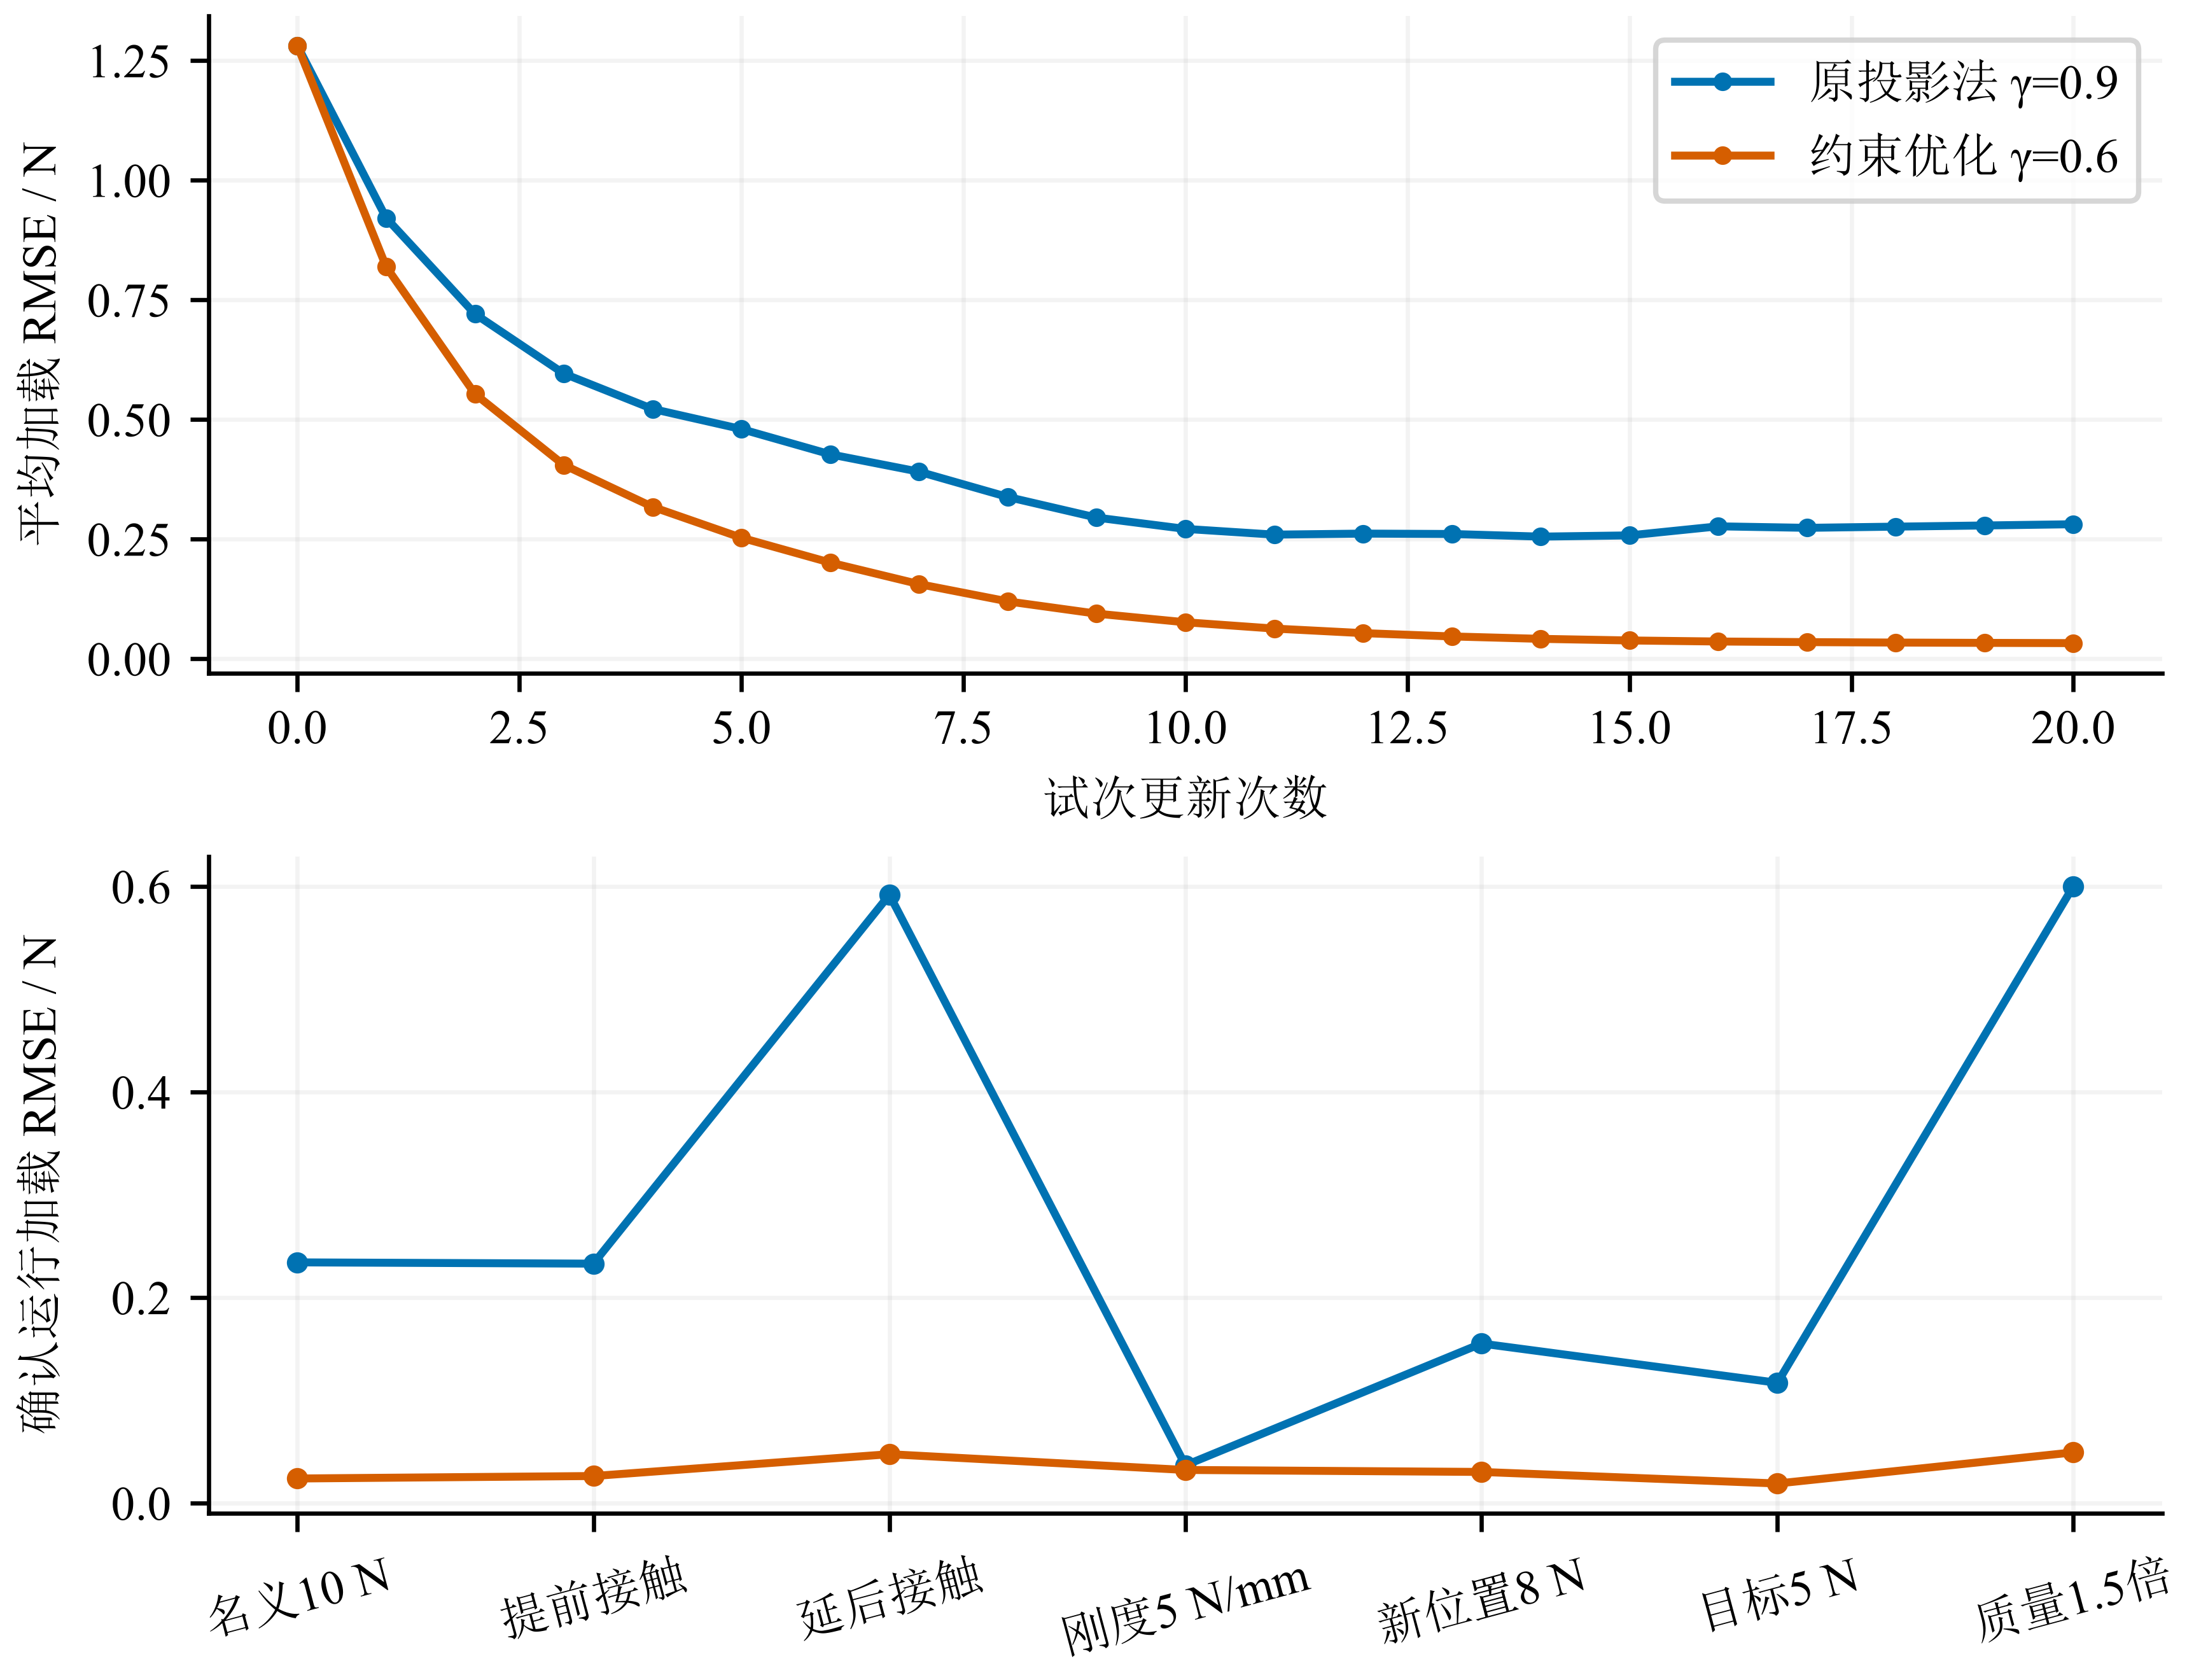 平均加载 RMSE / N
1.25
1.00
0.75
0.50
0.25
0.00
原投影法 γ=0.9
约束优化 γ=0.6
0.0 2.5 5.0 7.5 10.0 12.5 15.0 17.5 20.0
试次更新次数
确认运行加载 RMSE / N
0.6
0.4
0.2
0.0
名义10 N 提前接触 延后接触 刚度5 N/mm 新位置8 N 目标5 N 质量1.5倍